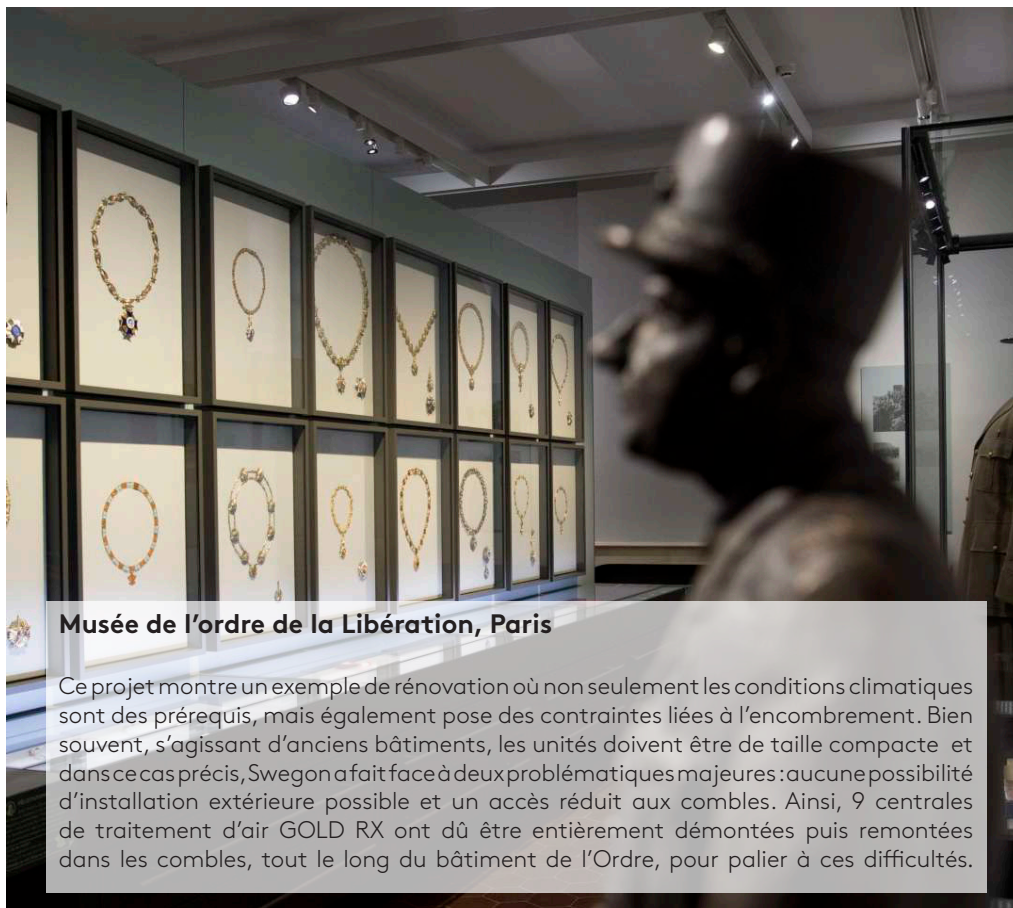 Musée de l'ordre de la Libération, Paris
Ce projet montre un exemple de rénovation où non seulement les conditions climatiques
sont des prérequis, mais également pose des contraintes liées à l'encombrement. Bien
souvent, s'agissant d'anciens bâtiments, les unités doivent être de taille compacte et
dans ce cas précis, Swegon a fait face à deux problématiques majeures : aucune possibilité
d'installation extérieure possible et un accès réduit aux combles. Ainsi, 9 centrales
de traitement d'air GOLD RX ont dû être entièrement démontées puis remontées
dans les combles, tout le long du bâtiment de l'Ordre, pour palier à ces difficultés.